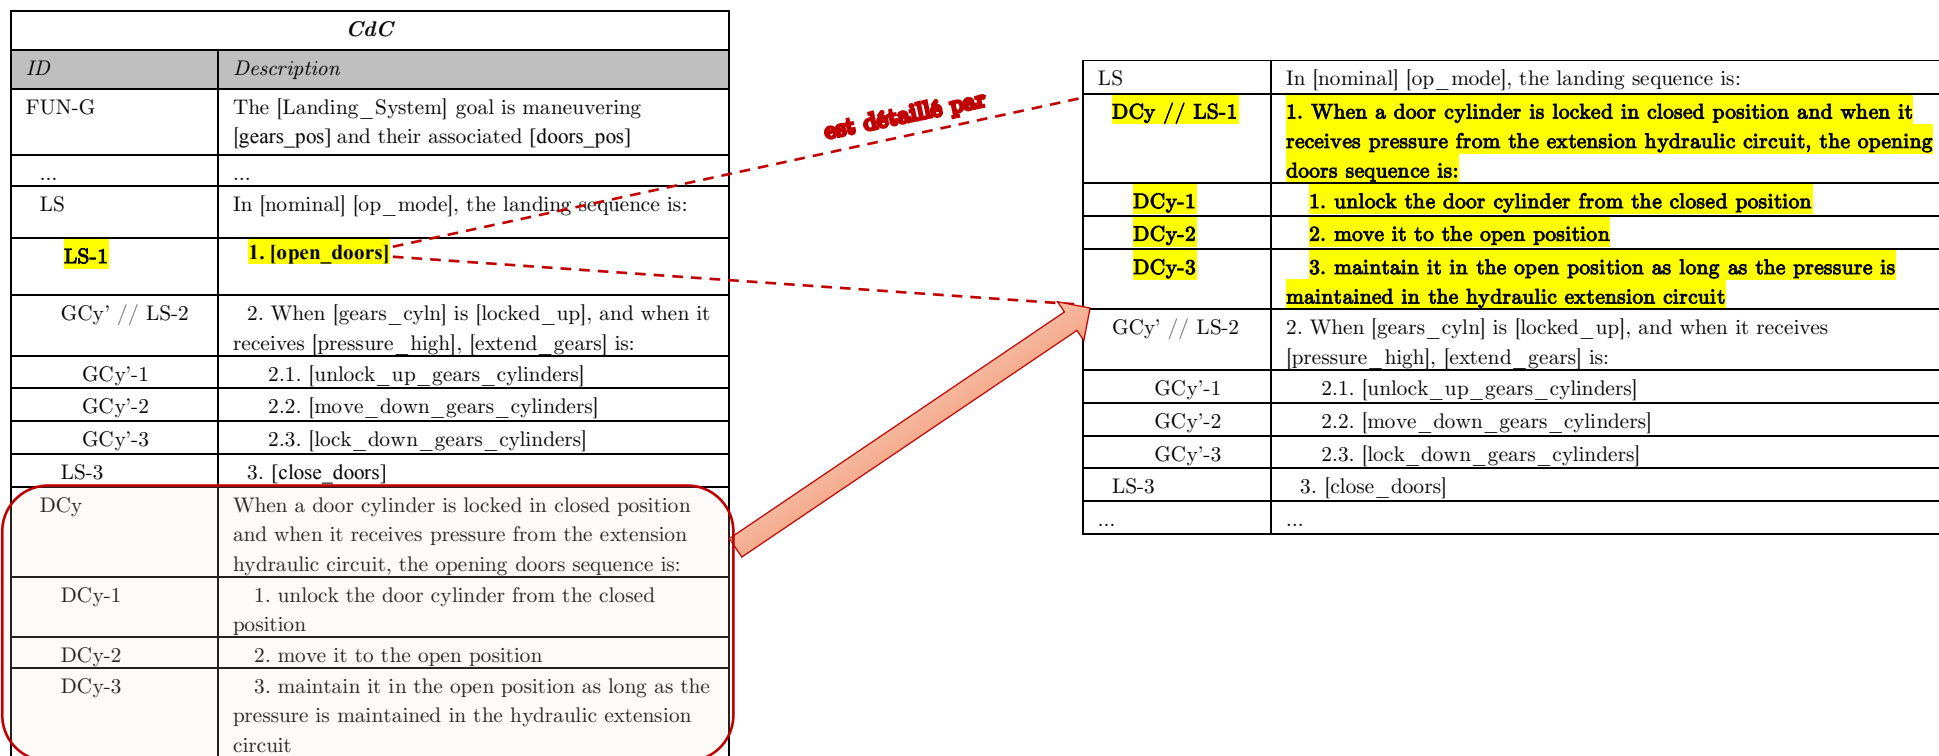 CdC
ID Description
FUN-G The [Landing_System] goal is maneuvering
[gears_pos] and their associated [doors_pos]
... ...
LS In [nominal] [op_mode], the landing sequence is:
LS-1 1. [open_doors]
GCy' // LS-2 2. When [gears_cyln] is [locked_up], and when it
receives [pressure_high], [extend_gears] is:
GCy'-1 2.1. [unlock_up_gears_cylinders]
GCy'-2 2.2. [move_down_gears_cylinders]
GCy'-3 2.3. [lock_down_gears_cylinders]
LS-3 3. [close_doors]
DCy When a door cylinder is locked in closed position
and when it receives pressure from the extension
hydraulic circuit, the opening doors sequence is:
DCy-1 1. unlock the door cylinder from the closed
position
DCy-2 2. move it to the open position
DCy-3 3. maintain it in the open position as long as the
pressure is maintained in the hydraulic extension
circuit
est détaillé par
LS In [nominal] [op_mode], the landing sequence is:
DCy // LS-1 1. When a door cylinder is locked in closed position and when it
receives pressure from the extension hydraulic circuit, the opening
doors sequence is:
DCy-1 1. unlock the door cylinder from the closed position
DCy-2 2. move it to the open position
DCy-3 3. maintain it in the open position as long as the pressure is
maintained in the hydraulic extension circuit
GCy' // LS-2 2. When [gears_cyln] is [locked_up], and when it receives
[pressure_high], [extend_gears] is:
GCy'-1 2.1. [unlock_up_gears_cylinders]
GCy'-2 2.2. [move_down_gears_cylinders]
GCy'-3 2.3. [lock_down_gears_cylinders]
LS-3 3. [close_doors]
... ...